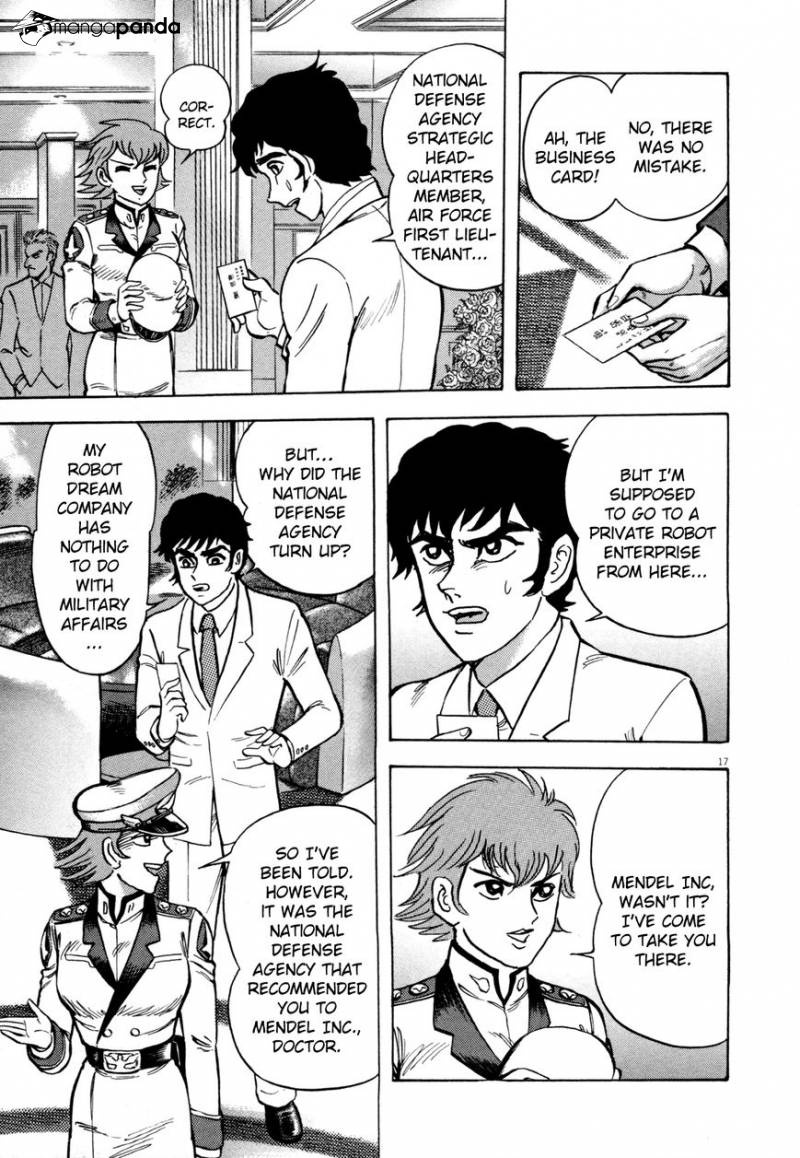 mangapanda
NO, THERE
WAS NO
MISTAKE.
AH, THE
BUSINESS
CARD!
NATIONAL
DEFENSE
AGENCY
STRATEGIC
HEAD-
QUARTERS
MEMBER,
AIR FORCE
FIRST LIEU-
TENANT...
COR-
RECT.
BUT I'M
SUPPOSED
TO GO TO A
PRIVATE ROBOT
ENTERPRISE
FROM HERE...
BUT...
WHY DID THE
NATIONAL
DEFENSE
AGENCY
TURN UP?
MY
ROBOT
DREAM
COMPANY
HAS
NOTHING
TO DO
WITH
MILITARY
AFFAIRS
...
17
MENDEL INC,
WASN'T IT?
I'VE COME
TO TAKE YOU
THERE.
SO I'VE
BEEN TOLD.
HOWEVER,
IT WAS THE
NATIONAL
DEFENSE
AGENCY THAT
RECOMMENDED
YOU TO
MENDEL INC.,
DOCTOR.